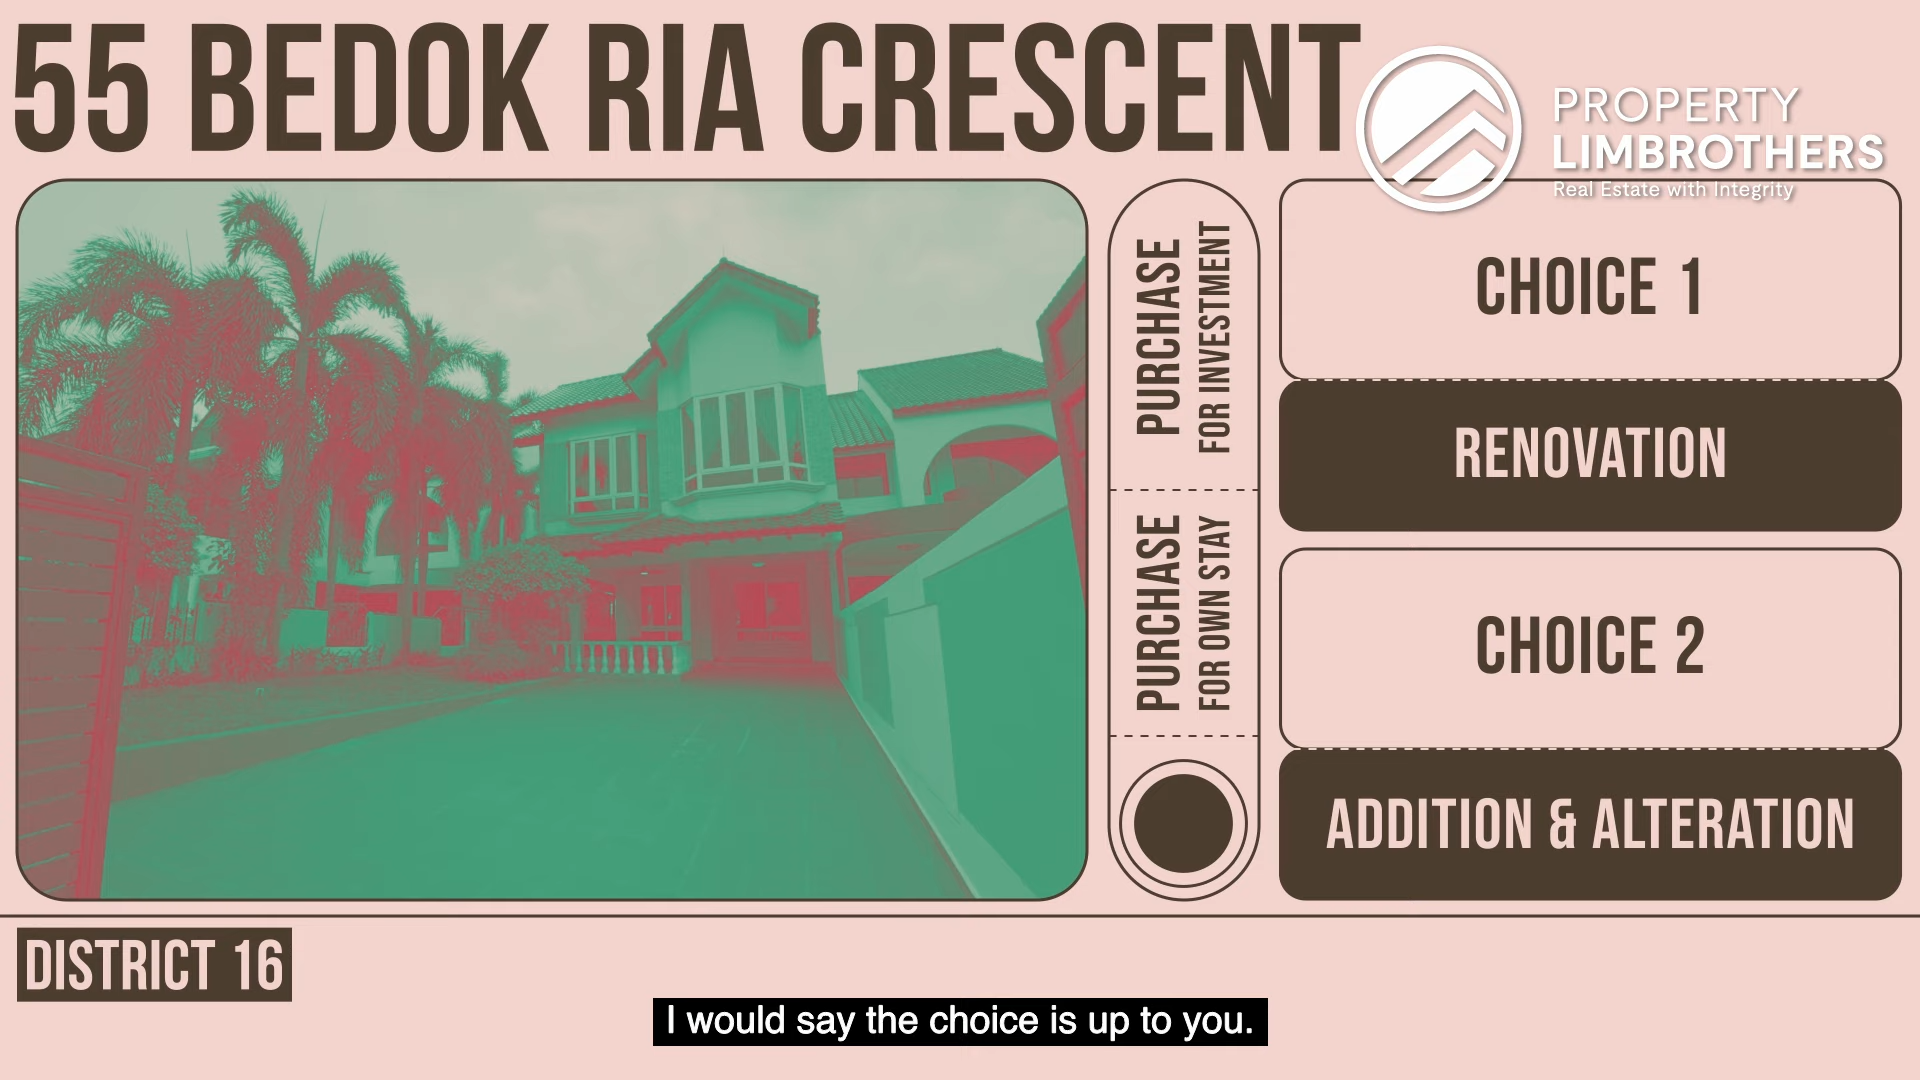 55 BEDOK RIA CRESCENT
PROPERTY
LIMBROTHERS
Real Estate with Integrity
PURCHASE
FOR INVESTMENT
PURCHASE
FOR OWN STAY
CHOICE 1
RENOVATION
CHOICE 2
ADDITION & ALTERATION
DISTRICT 16
I would say the choice is up to you.